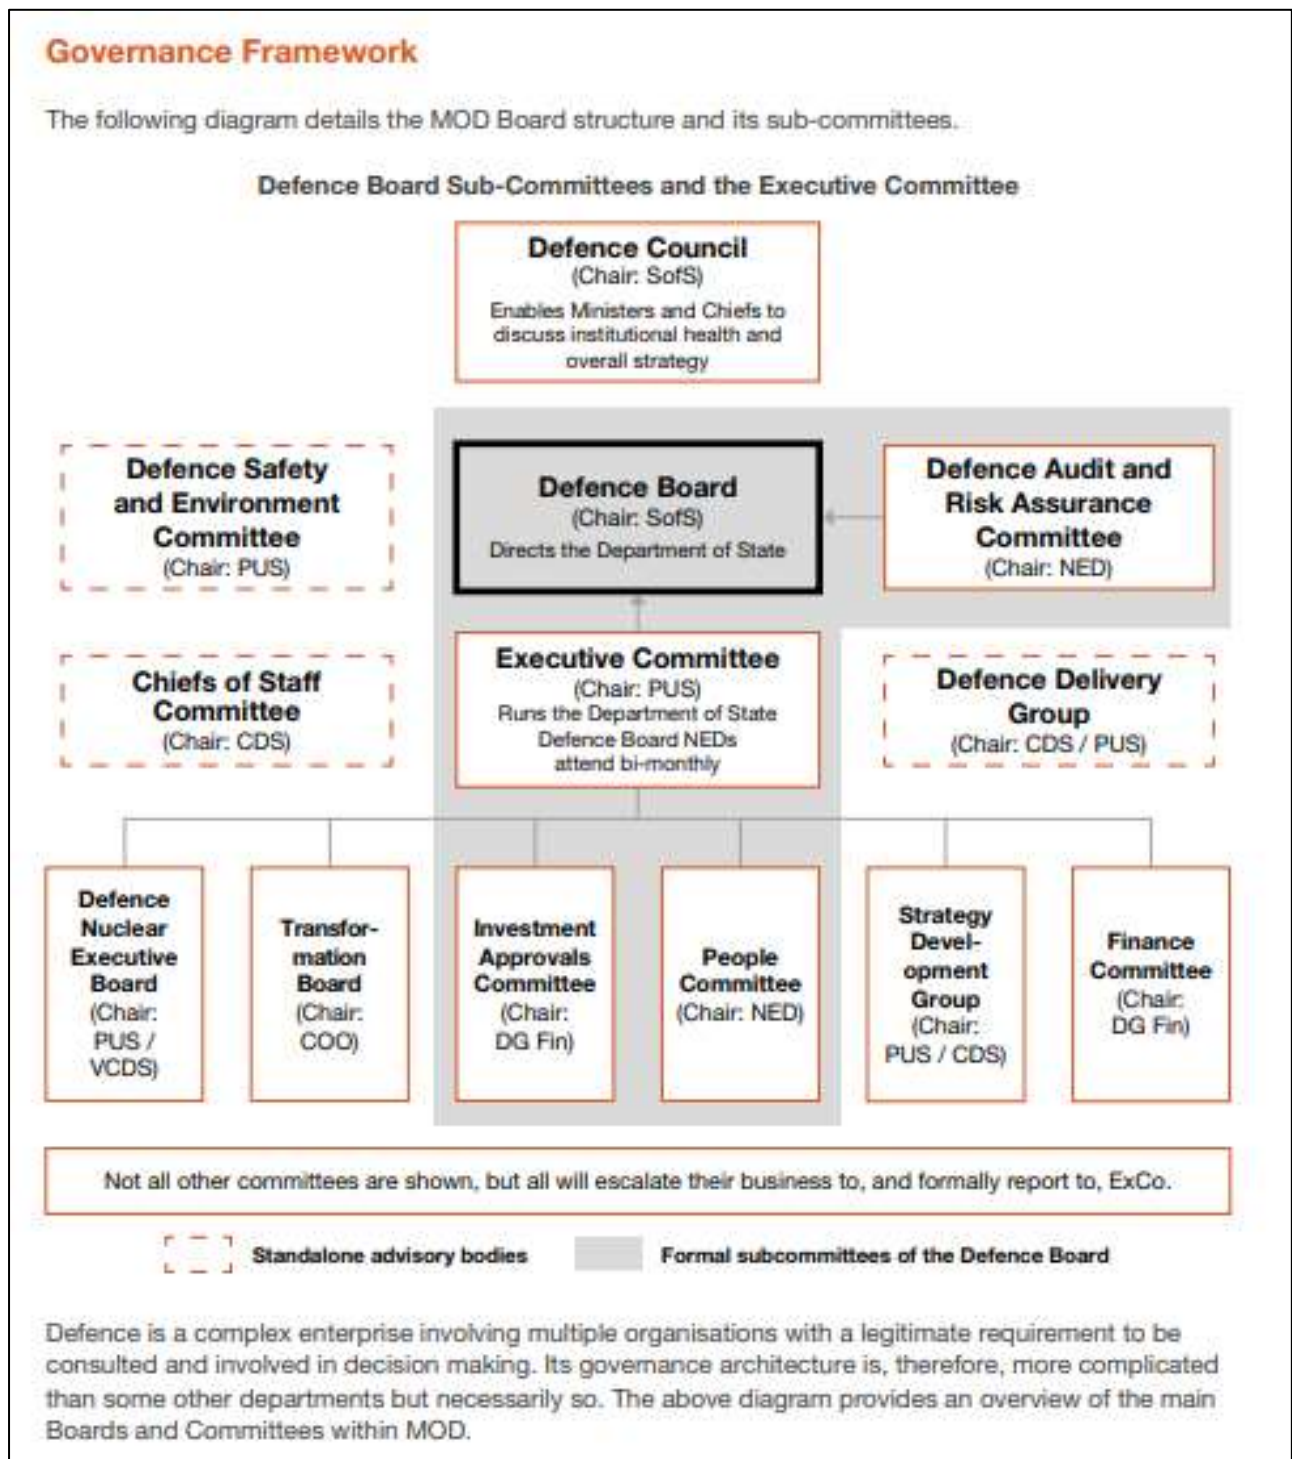 Governance Framework
The following diagram details the MOD Board structure and its sub-committees.
Defence Board Sub-Committees and the Executive Committee
Defence Council
(Chair: SofS)
Enables Ministers and Chiefs to
discuss institutional health and
overall strategy
Defence Safety
and Environment
Committee
(Chair: PUS)
Defence Board
(Chair: SofS)
Directs the Department of State
Defence Audit and
Risk Assurance
Committee
(Chair: NED)
Chiefs of Staff
Committee
(Chair: CDS)
Executive Committee
(Chair: PUS)
Runs the Department of State
Defence Board NEDs
attend bi-monthly
Defence Delivery
Group
(Chair: CDS / PUS)
Defence
Nuclear
Executive
Board
(Chair:
PUS /
VCDS)
Transfor-
mation
Board
(Chair:
COO)
Investment
Approvals
Committee
(Chair:
DG Fin)
People
Committee
(Chair: NED)
Strategy
Devel-
opment
Group
(Chair:
PUS / CDS)
Finance
Committee
(Chair:
DG Fin)
Not all other committees are shown, but all will escalate their business to, and formally report to, ExCo.
Standalone advisory bodies
Formal subcommittees of the Defence Board
Defence is a complex enterprise involving multiple organisations with a legitimate requirement to be
consulted and involved in decision making. Its governance architecture is, therefore, more complicated
than some other departments but necessarily so. The above diagram provides an overview of the main
Boards and Committees within MOD.